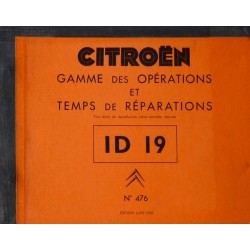 CITROËN
GAMME DES OPÉRATIONS
ET
TEMPS DE RÉPARATIONS
ID 19
N° 476